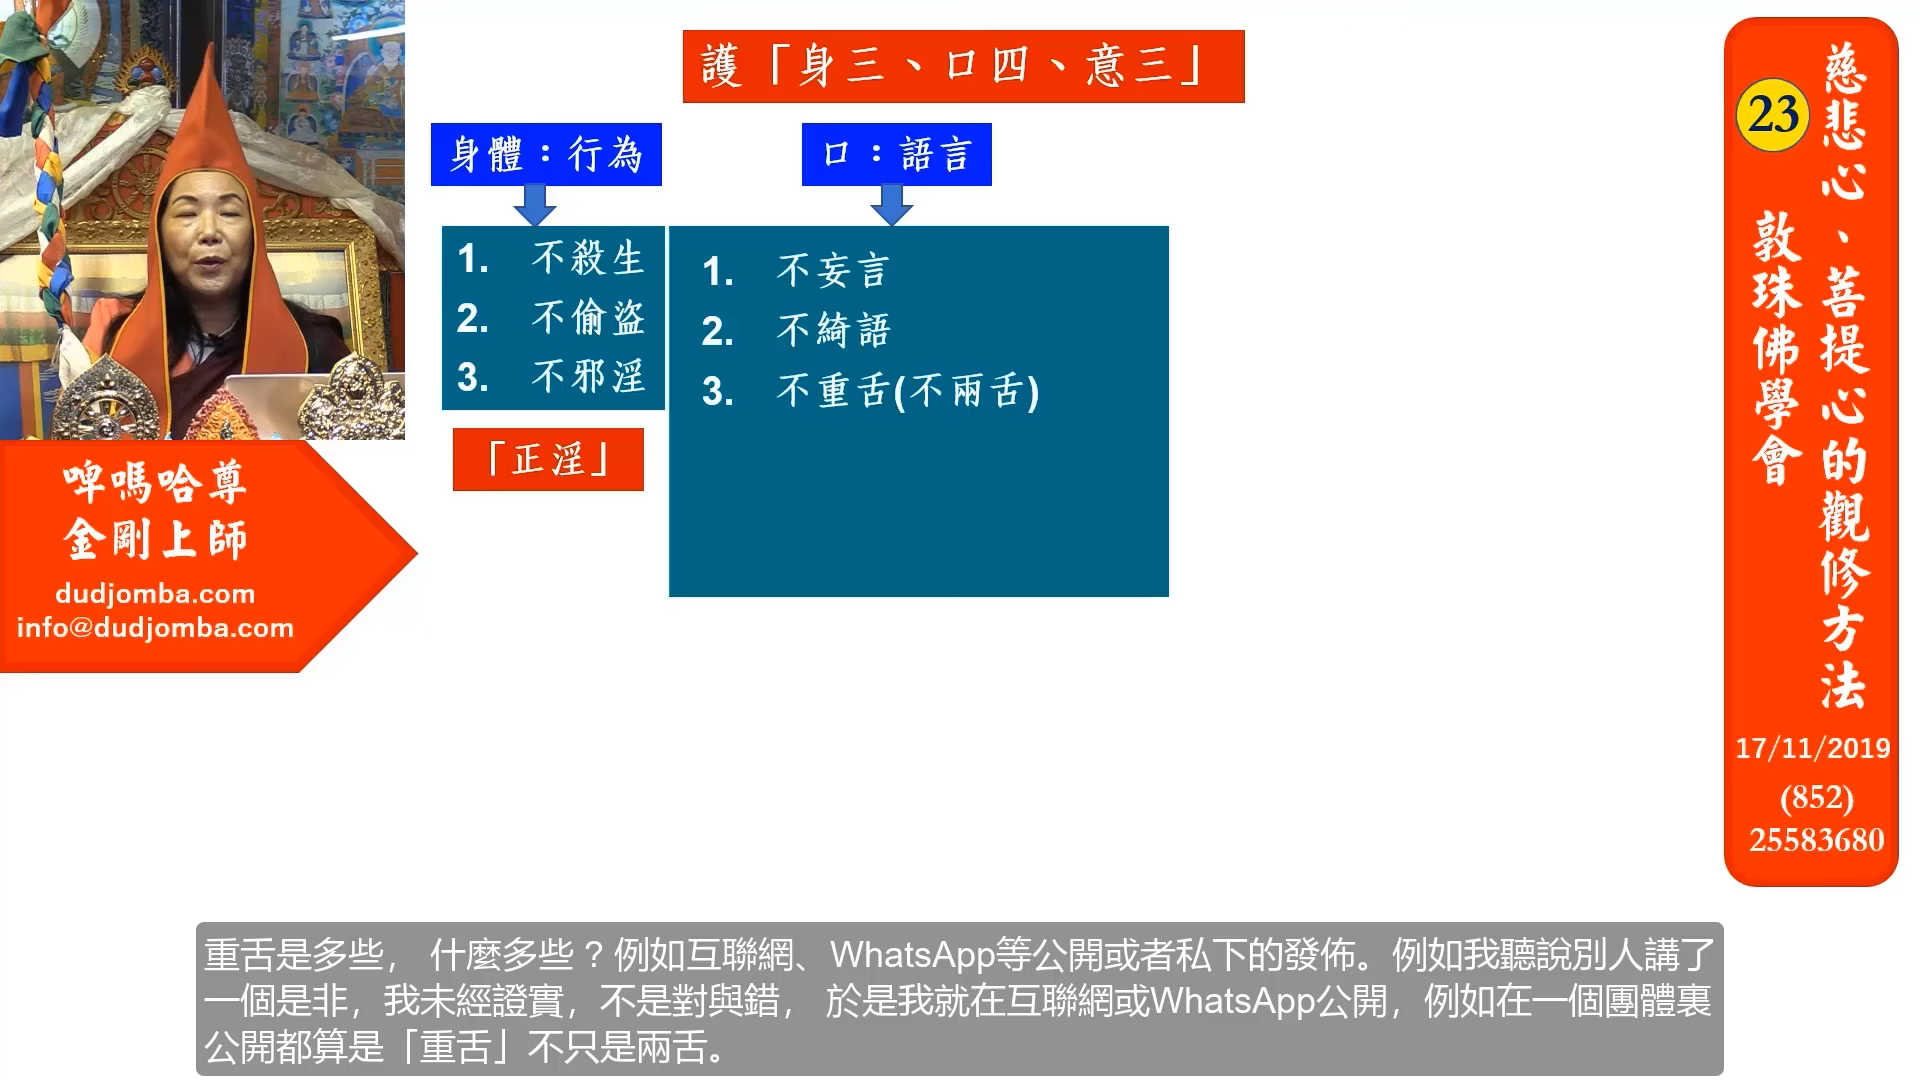 護「身三、口四、意三」
身體：行為
口：語言
1. 不殺生
2. 不偷盜
3. 不邪淫
「正淫」
1. 不妄言
2. 不綺語
3. 不重舌(不兩舌)
啤嗎哈尊
金剛上師
dudjomba.com
info@dudjomba.com
慈悲心、菩提心的觀修方法
23
敦珠佛學會
17/11/2019
(852)
25583680
重舌是多些， 什麼多些？例如互聯網、WhatsApp等公開或者私下的發佈。例如我聽說別人講了
一個是非，我未經證實，不是對與錯， 於是我就在互聯網或WhatsApp公開，例如在一個團體裏
公開都算是「重舌」不只是兩舌。